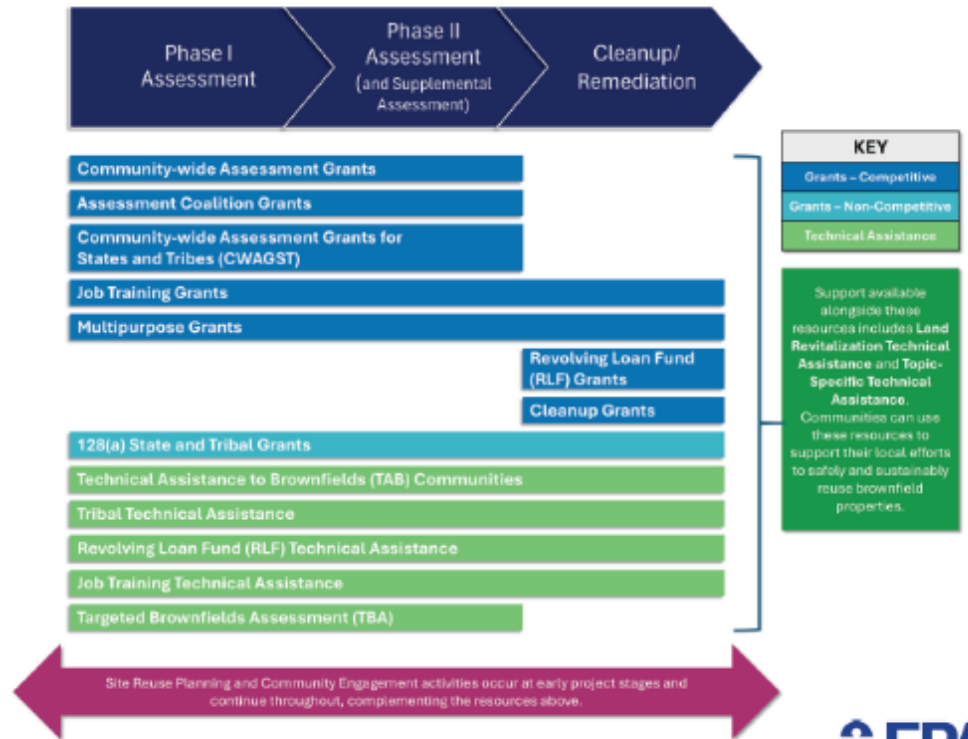 Phase I
Assessment
Phase II
Assessment
(and Supplemental
Assessment)
Cleanup/
Remediation
Community-wide Assessment Grants
Assessment Coalition Grants
Community-wide Assessment Grants for
States and Tribes (CWAGST)
Job Training Grants
Multipurpose Grants
Revolving Loan Fund
(RLF) Grants
Cleanup Grants
128(a) State and Tribal Grants
Technical Assistance to Brownfields (TAB) Communities
Tribal Technical Assistance
Revolving Loan Fund (RLF) Technical Assistance
Job Training Technical Assistance
Targeted Brownfields Assessment (TBA)
KEY
Grants – Competitive
Grants – Non-Competitive
Technical Assistance
Support available
alongside these
resources includes Land
Revitalization Technical
Assistance and Topic-
Specific Technical
Assistance.
Communities can use
these resources to
support their local efforts
to safely and sustainably
reuse brownfield
properties.
Site Reuse Planning and Community Engagement activities occur at early project stages and
continue throughout, complementing the resources above.